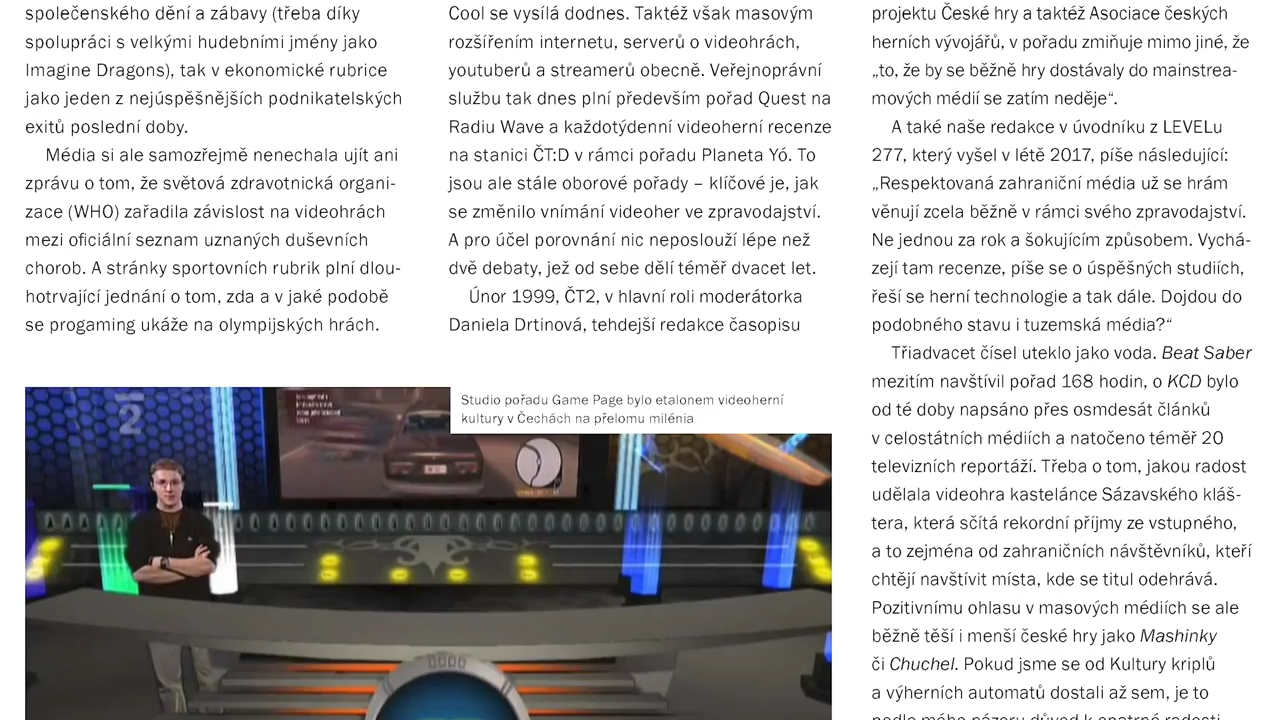 společenského dění a zábavy (třeba díky
spolupráci s velkými hudebními jmény jako
Imagine Dragons), tak v ekonomické rubrice
jako jeden z nejúspěšnějších podnikatelských
exitů poslední doby.
Média si ale samozřejmě nenechala ujít ani
zprávu o tom, že světová zdravotnická organi-
zace (WHO) zařadila závislost na videohrách
mezi oficiální seznam uznaných duševních
chorob. A stránky sportovních rubrik plní dlou-
hotrvající jednání o tom, zda a v jaké podobě
se progaming ukáže na olympijských hrách.
Cool se vysílá dodnes. Taktéž však masovým
rozšířením internetu, serverů o videohrách,
youtuberů a streamerů obecně. Veřejnoprávní
službu tak dnes plní především pořad Quest na
Radiu Wave a každotýdenní videoherní recenze
na stanici ČT:D v rámci pořadu Planeta Yó. To
jsou ale stále oborové pořady – klíčové je, jak
se změnilo vnímání videoher ve zpravodajství.
A pro účel porovnání nic neposlouží lépe než
dvě debaty, jež od sebe dělí téměř dvacet let.
Únor 1999, ČT2, v hlavní roli moderátorka
Daniela Drtinová, tehdejší redakce časopisu
2
Studio pořadu Game Page bylo etalonem videoherní
kultury v Čechách na přelomu milénia
projektu České hry a taktéž Asociace českých
herních vývojářů, v pořadu zmiňuje mimo jiné, že
„to, že by se běžně hry dostávaly do mainstrea-
mových médií se zatím neděje“.
A také naše redakce v úvodníku z LEVELu
277, který vyšel v létě 2017, píše následující:
„Respektovaná zahraniční média už se hrám
věnují zcela běžně v rámci svého zpravodajství.
Ne jednou za rok a šokujícím způsobem. Vychá-
zejí tam recenze, píše se o úspěšných studiích,
řeší se herní technologie a tak dále. Dojdou do
podobného stavu i tuzemská média?“
Třiadvacet čísel uteklo jako voda. Beat Saber
mezitím navštívil pořad 168 hodin, o KCD bylo
od té doby napsáno přes osmdesát článků
v celostátních médiích a natočeno téměř 20
televizních reportáží. Třeba o tom, jakou radost
udělala videohra kastelánce Sázavského kláš-
tera, která sčítá rekordní příjmy ze vstupného,
a to zejména od zahraničních návštěvníků, kteří
chtějí navštívit místa, kde se titul odehrává.
Pozitivnímu ohlasu v masových médiích se ale
běžně těší i menší české hry jako Mashinky
či Chuchel. Pokud jsme se od Kultury kriplů
a výherních automatů dostali až sem, je to
podle mého názoru důvod k opatrné radosti